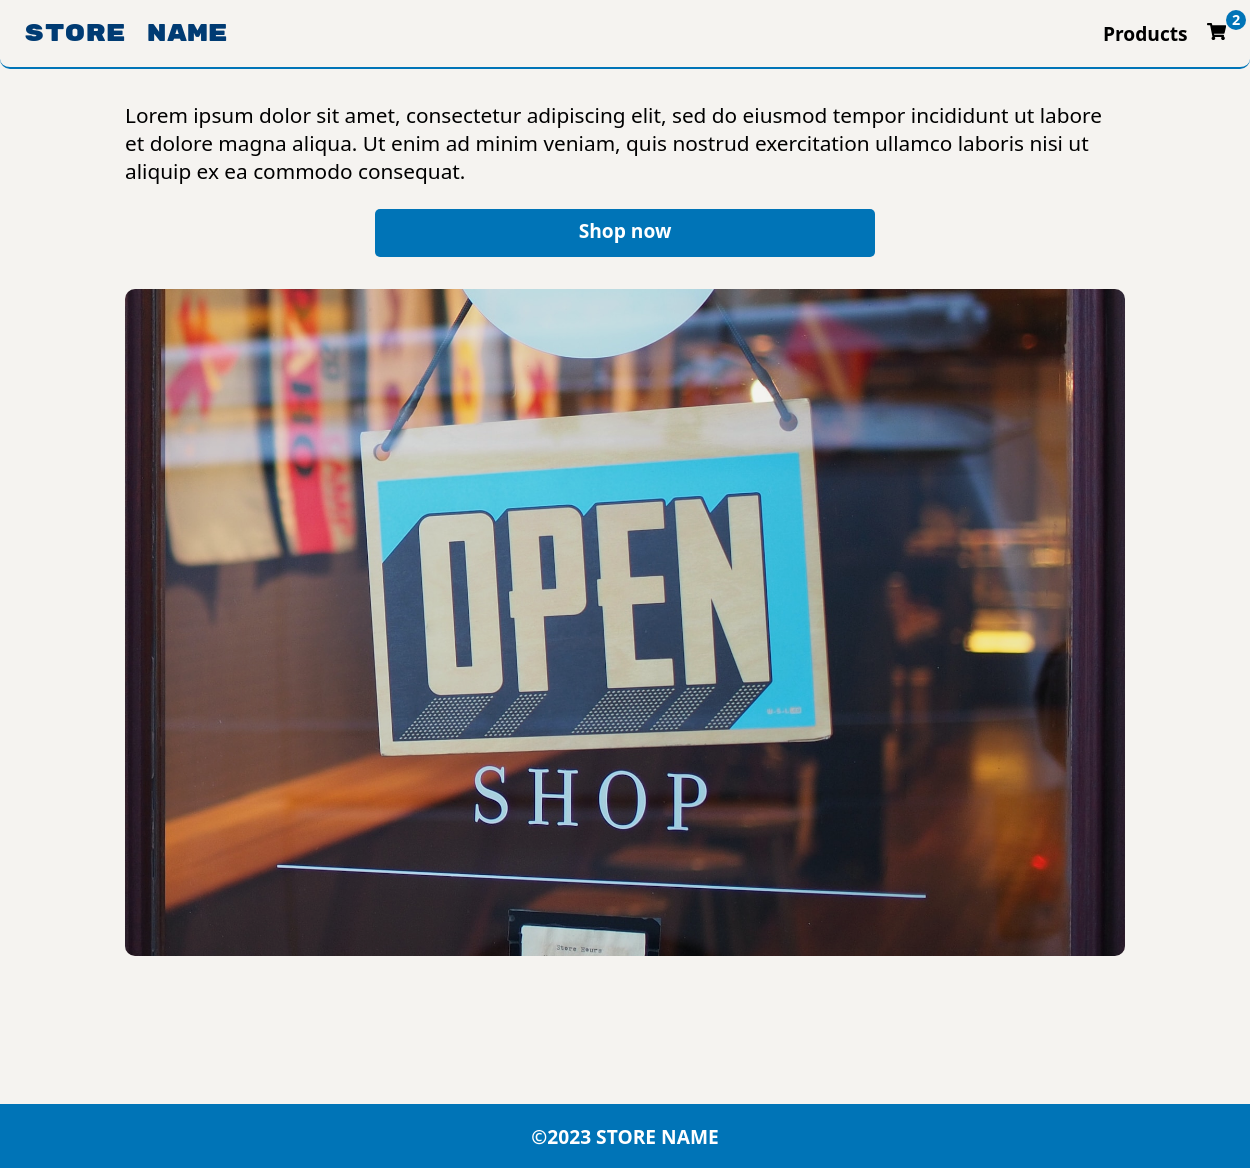 STORE NAME
Products
2
Lorem ipsum dolor sit amet, consectetur adipiscing elit, sed do eiusmod tempor incididunt ut labore
et dolore magna aliqua. Ut enim ad minim veniam, quis nostrud exercitation ullamco laboris nisi ut
aliquip ex ea commodo consequat.
Shop now
OPEN
SHOP
Store Hours
©2023 STORE NAME